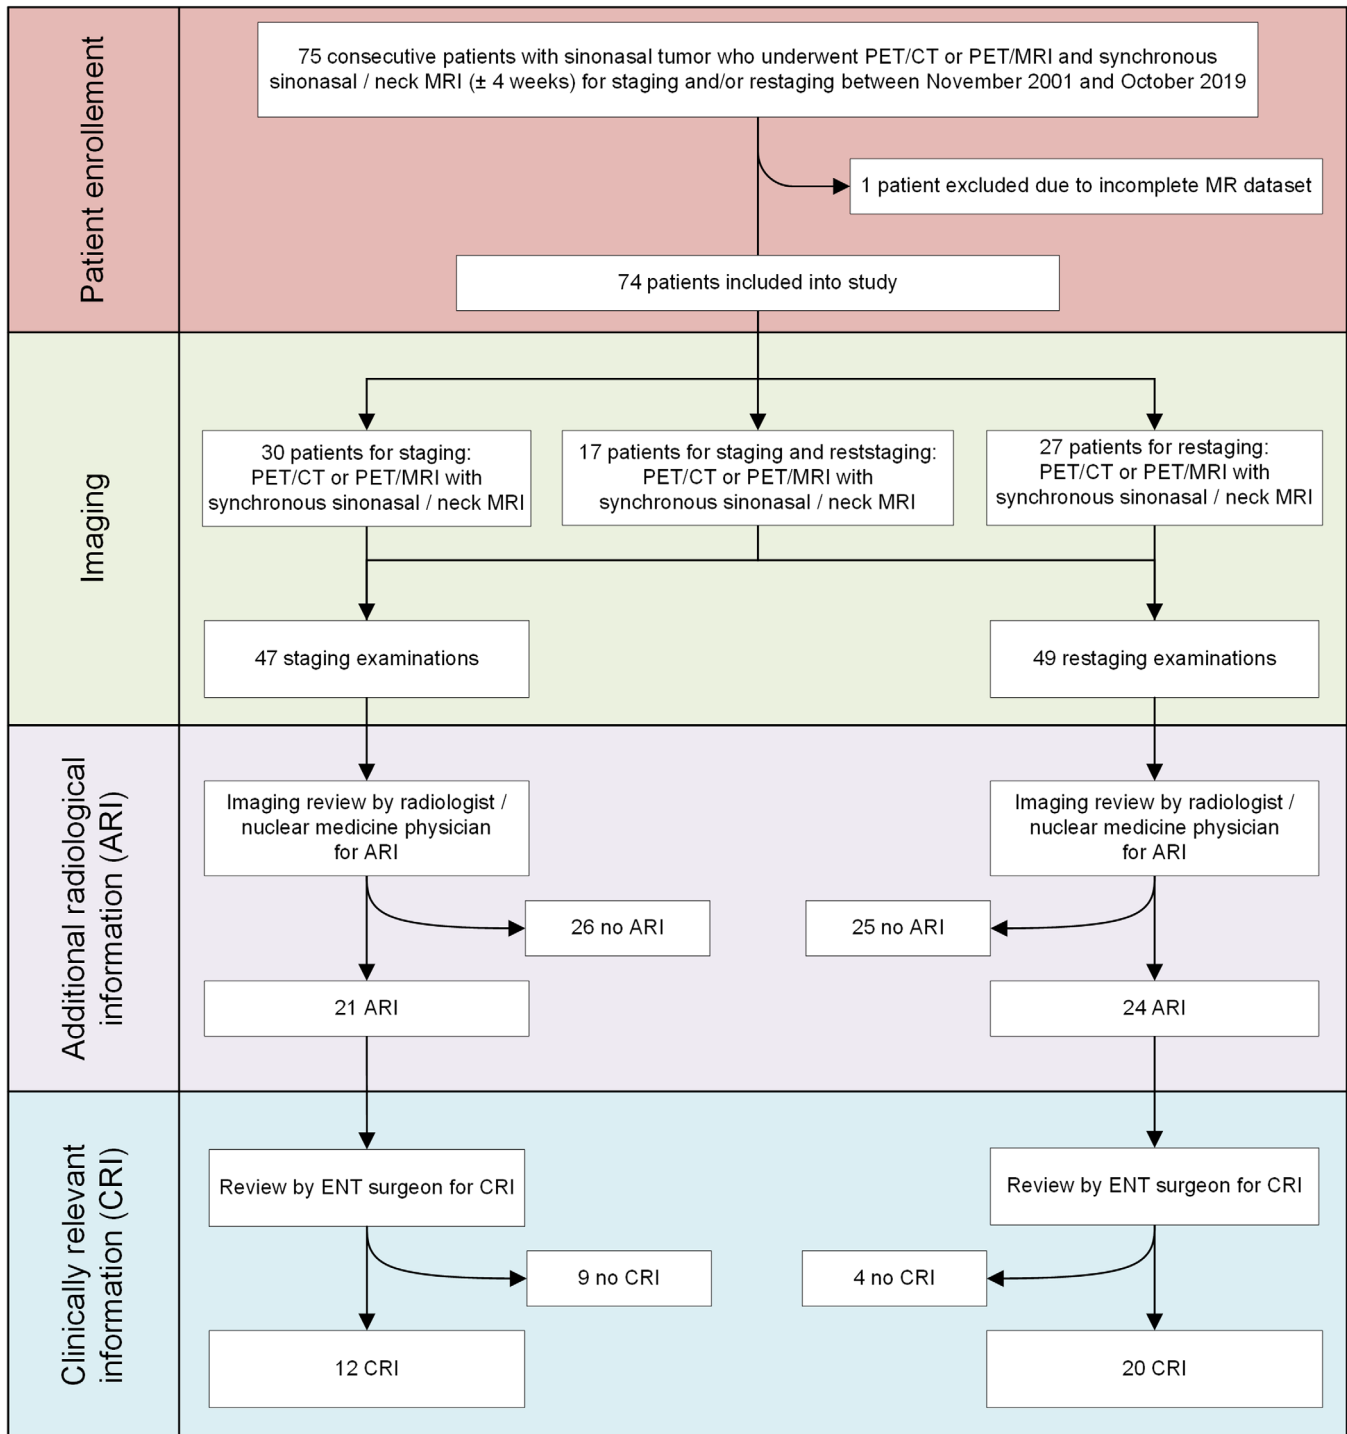 Patient enrollement
75 consecutive patients with sinonasal tumor who underwent PET/CT or PET/MRI and synchronous
sinonasal / neck MRI (± 4 weeks) for staging and/or restaging between November 2001 and October 2019
1 patient excluded due to incomplete MR dataset
74 patients included into study
Imaging
30 patients for staging:
PET/CT or PET/MRI with
synchronous sinonasal / neck MRI
17 patients for staging and reststaging:
PET/CT or PET/MRI with
synchronous sinonasal / neck MRI
27 patients for restaging:
PET/CT or PET/MRI with
synchronous sinonasal / neck MRI
47 staging examinations
49 restaging examinations
Additional radiological
information (ARI)
Imaging review by radiologist /
nuclear medicine physician
for ARI
Imaging review by radiologist /
nuclear medicine physician
for ARI
26 no ARI
25 no ARI
21 ARI
24 ARI
Clinically relevant
information (CRI)
Review by ENT surgeon for CRI
Review by ENT surgeon for CRI
9 no CRI
4 no CRI
12 CRI
20 CRI